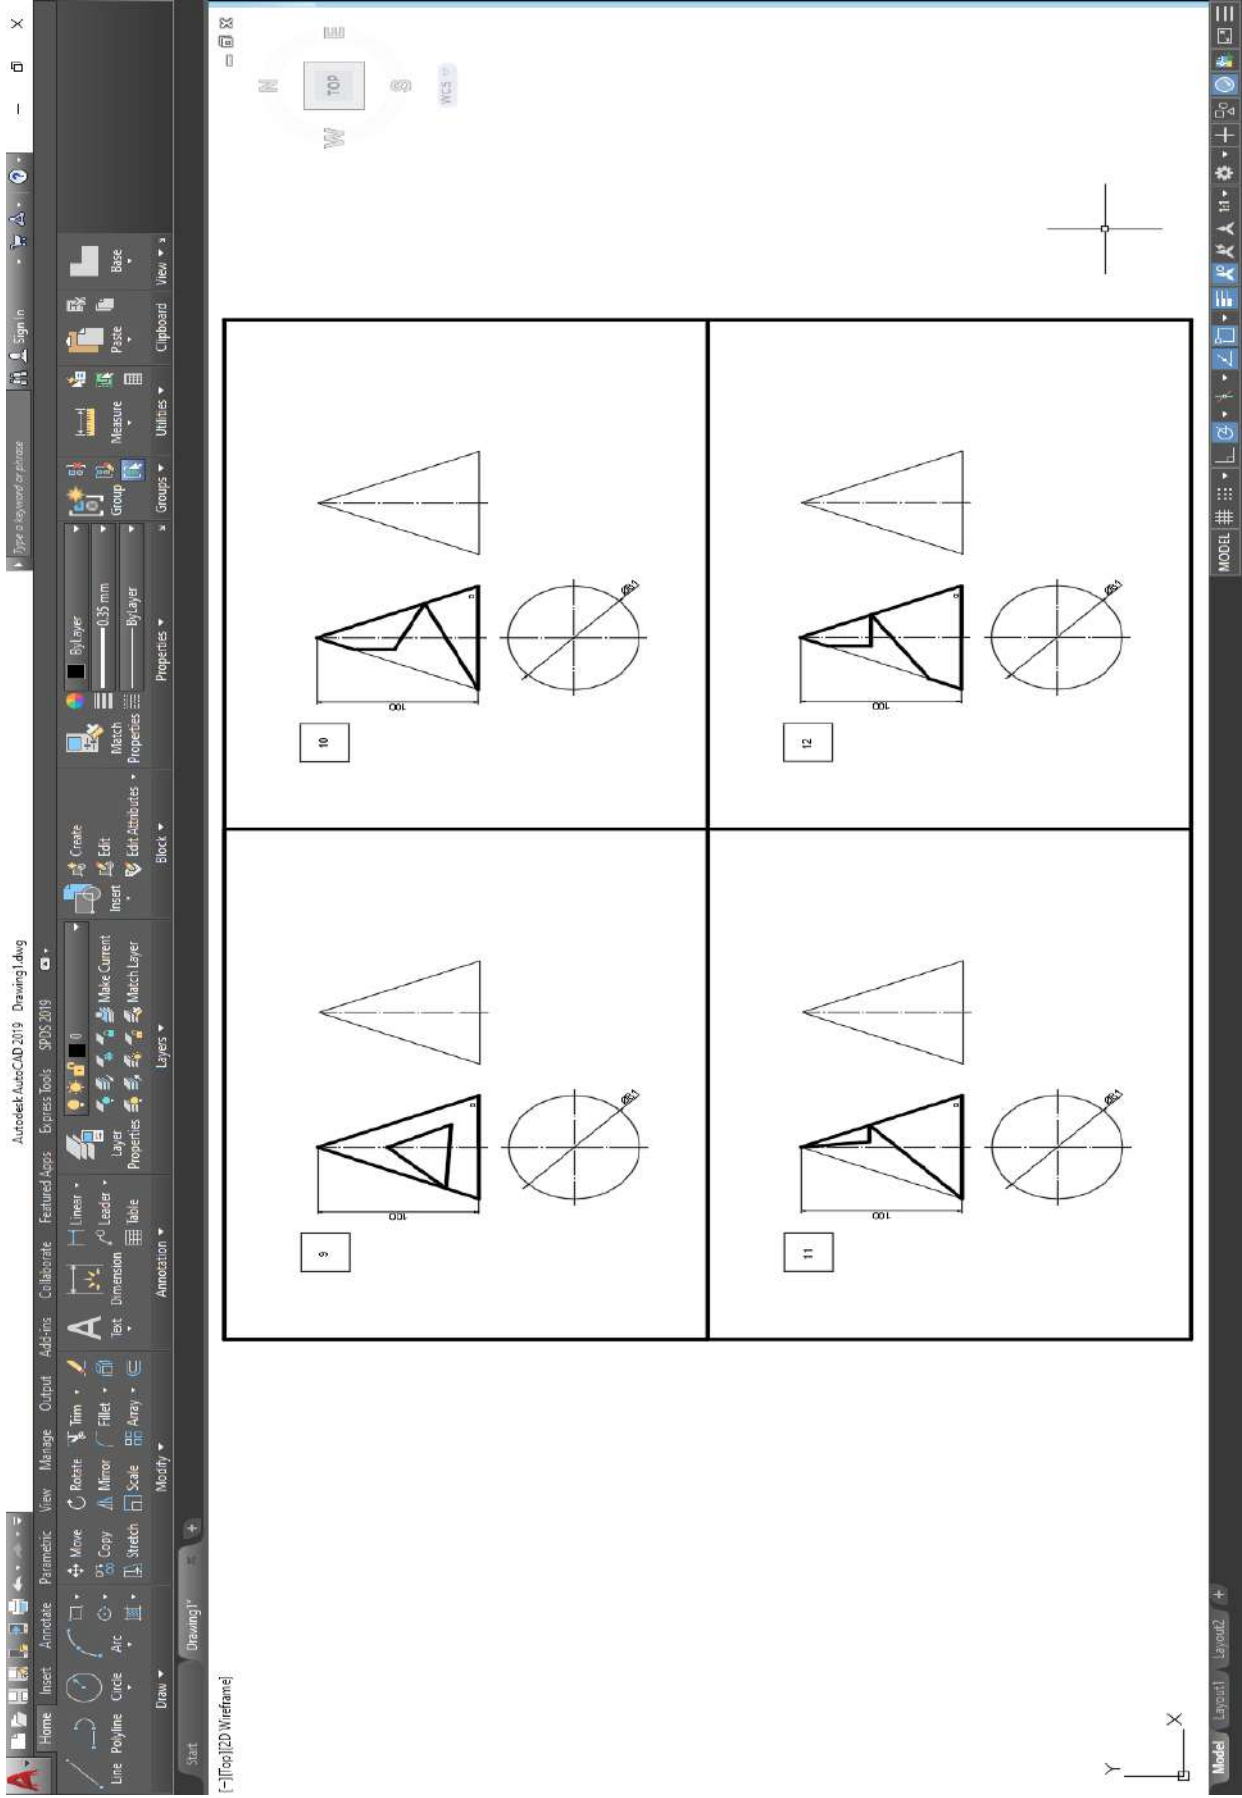 Autodesk AutoCAD 2019 Drawing1.dwg
Type a keyword or phrase
Sign In
Home Insert Annotate Parametric View Manage Output Add-ins Collaborate Featured Apps Express Tools SPDS 2019
Line Polyline Circle Arc
Draw
Move Rotate Trim
Copy Mirror Fillet
Stretch Scale Array
Modify
Text Dimension
Linear
Leader
Table
Annotation
Layer Properties
0
Make Current
Match Layer
Layers
Insert
Create
Edit
Edit Attributes
Block
Match Properties
ByLayer
0.35 mm
ByLayer
Properties
Group
Groups
Measure
Utilities
Paste
Clipboard
Base
View
Start Drawing1*
[-][Top][2D Wireframe]
N
W TOP E
S
WCS
9
100
10
100
11
100
12
100
Y
X
Model Layout1 Layout2
MODEL
1:1